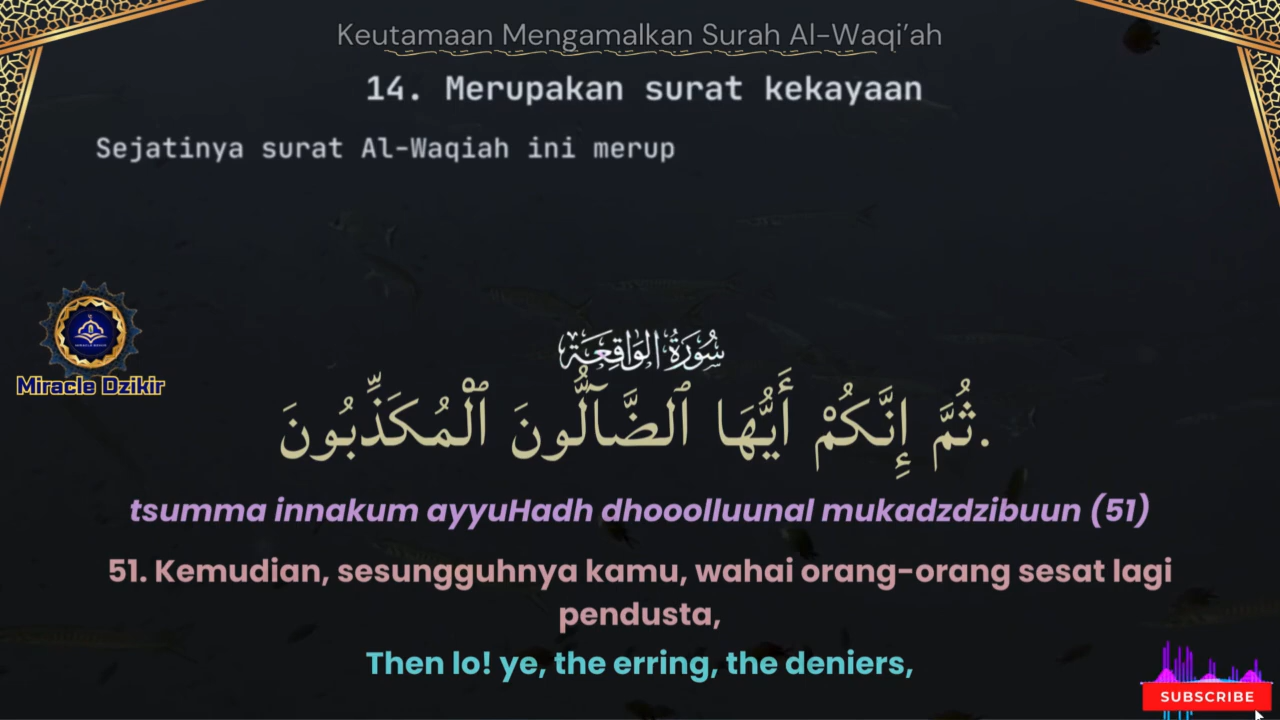 Keutamaan Mengamalkan Surah Al-Waqi'ah
14. Merupakan surat kekayaan
Sejatinya surat Al-Waqiah ini merup
Miracle Dzikir
سُورَةُ الوَاقِعَة
ثُمَّ إِنَّكُمْ أَيُّهَا ٱلضَّآلُّونَ ٱلْمُكَذِّبُونَ.
tsumma innakum ayyuHadh dhooolluunal mukadzdzibuun (51)
51. Kemudian, sesungguhnya kamu, wahai orang-orang sesat lagi
pendusta,
Then lo! ye, the erring, the deniers,
SUBSCRIBE